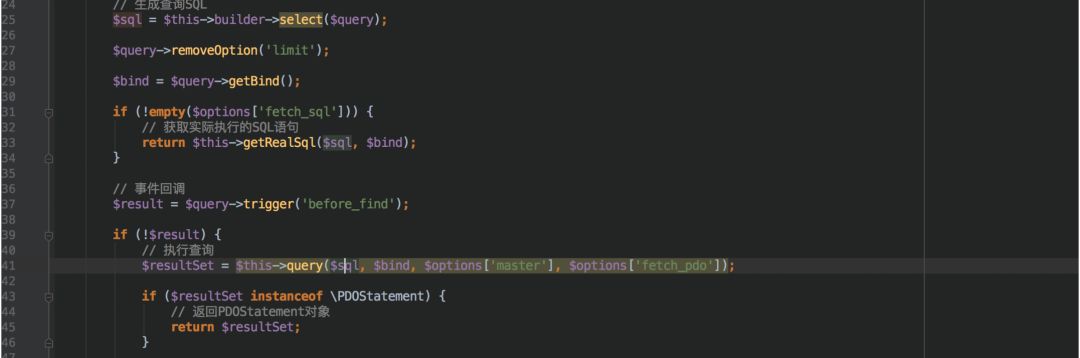 24 // 生成查询SQL
25 $sql = $this->builder->select($query);
26
27 $query->removeOption('limit');
28
29 $bind = $query->getBind();
30
31 if (!empty($options['fetch_sql'])) {
32 // 获取实际执行的SQL语句
33 return $this->getRealSql($sql, $bind);
34 }
35
36 // 事件回调
37 $result = $query->trigger('before_find');
38
39 if (!$result) {
40 // 执行查询
41 $resultSet = $this->query($sql, $bind, $options['master'], $options['fetch_pdo']);
42
43 if ($resultSet instanceof \PDOStatement) {
44 // 返回PDOStatement对象
45 return $resultSet;
46 }
47